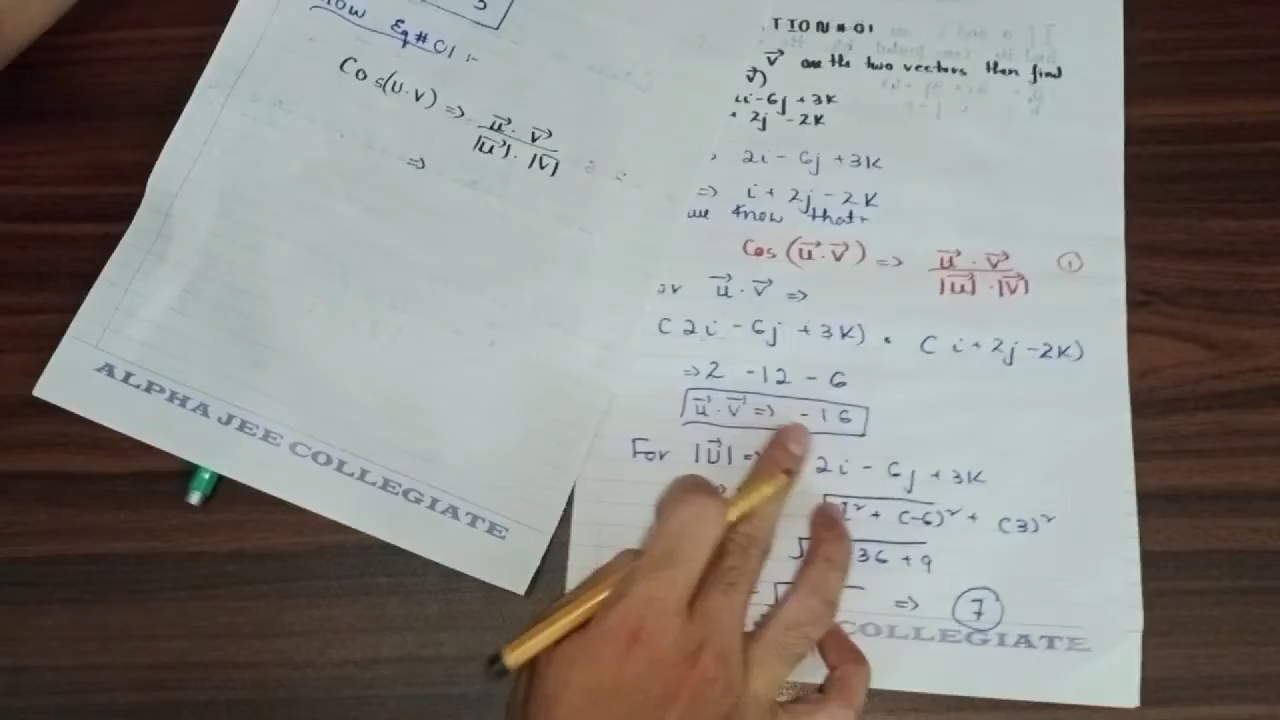 Eq#01:-
Cos(u.v) => u⃗ . v⃗ / |u⃗| . |v⃗|
=>
ALPHA JEE COLLEGIATE
TION # 01
v⃗ are the two vectors then find
v⃗)
i - 6j + 3k
+ 2j - 2k
2i - 6j + 3k
=> i + 2j - 2k
we know that:-
Cos (u⃗.v⃗) => u⃗ . v⃗ / |u⃗| . |v⃗| ①
u⃗ . v⃗ =>
(2i - 6j + 3k) . (i + 2j - 2k)
=> 2 - 12 - 6
u⃗ . v⃗ => - 16
For |u⃗| => 2i - 6j + 3k
² + (-6)² + (3)²
√ 36 + 9
= √ => 7
COLLEGIATE